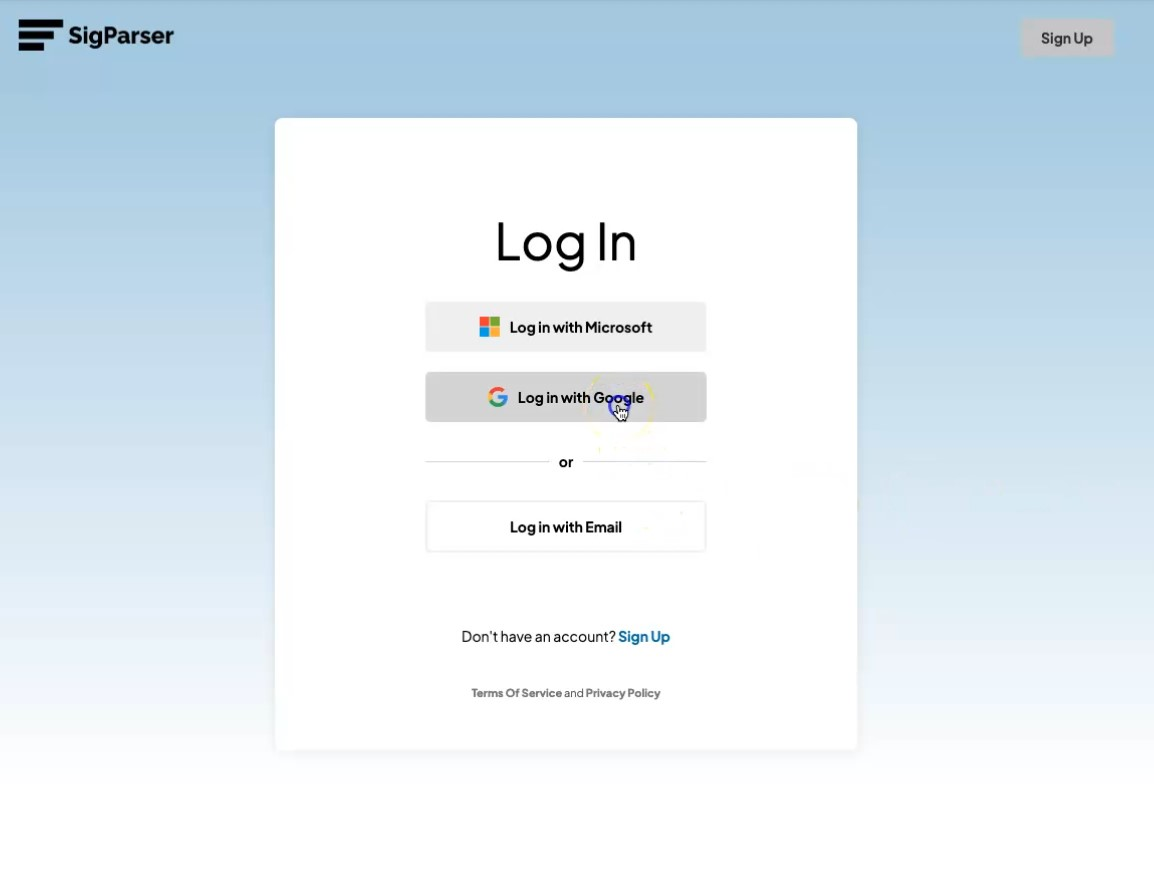 SigParser
Sign Up
Log In
Log in with Microsoft
Log in with Google
or
Log in with Email
Don't have an account? Sign Up
Terms Of Service and Privacy Policy